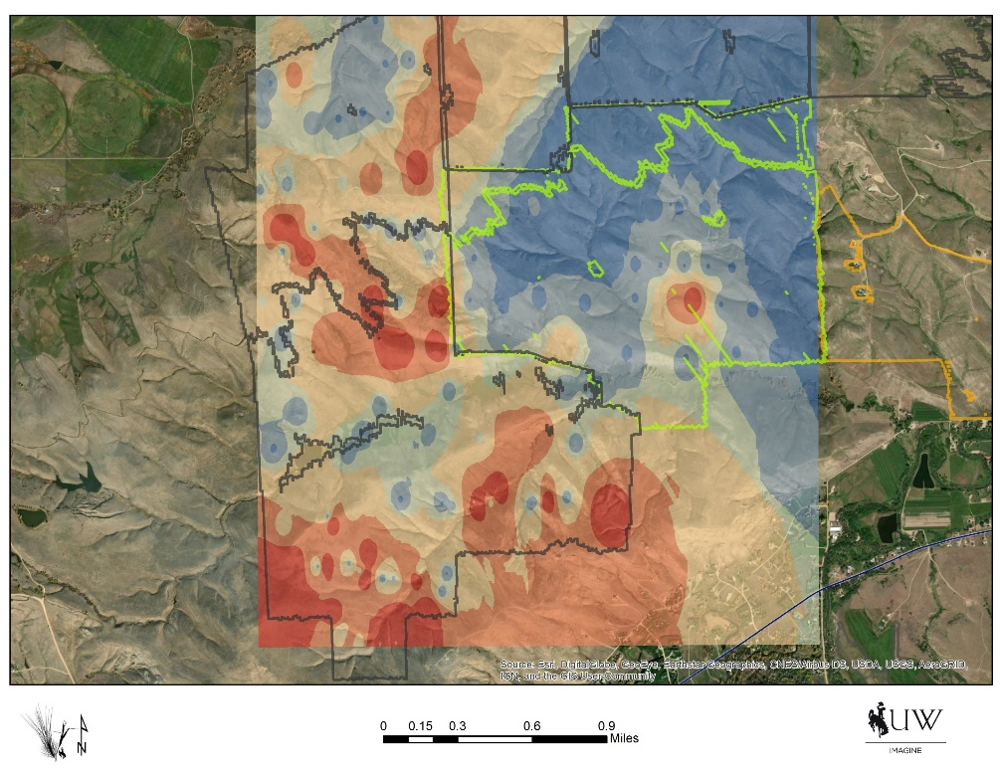 Source: Esri, DigitalGlobe, GeoEye, Earthstar Geographics, CNES/Airbus DS, USDA, USGS, AeroGRID,
IGN, and the GIS User Community
N
0 0.15 0.3 0.6 0.9
Miles
UW
IMAGINE